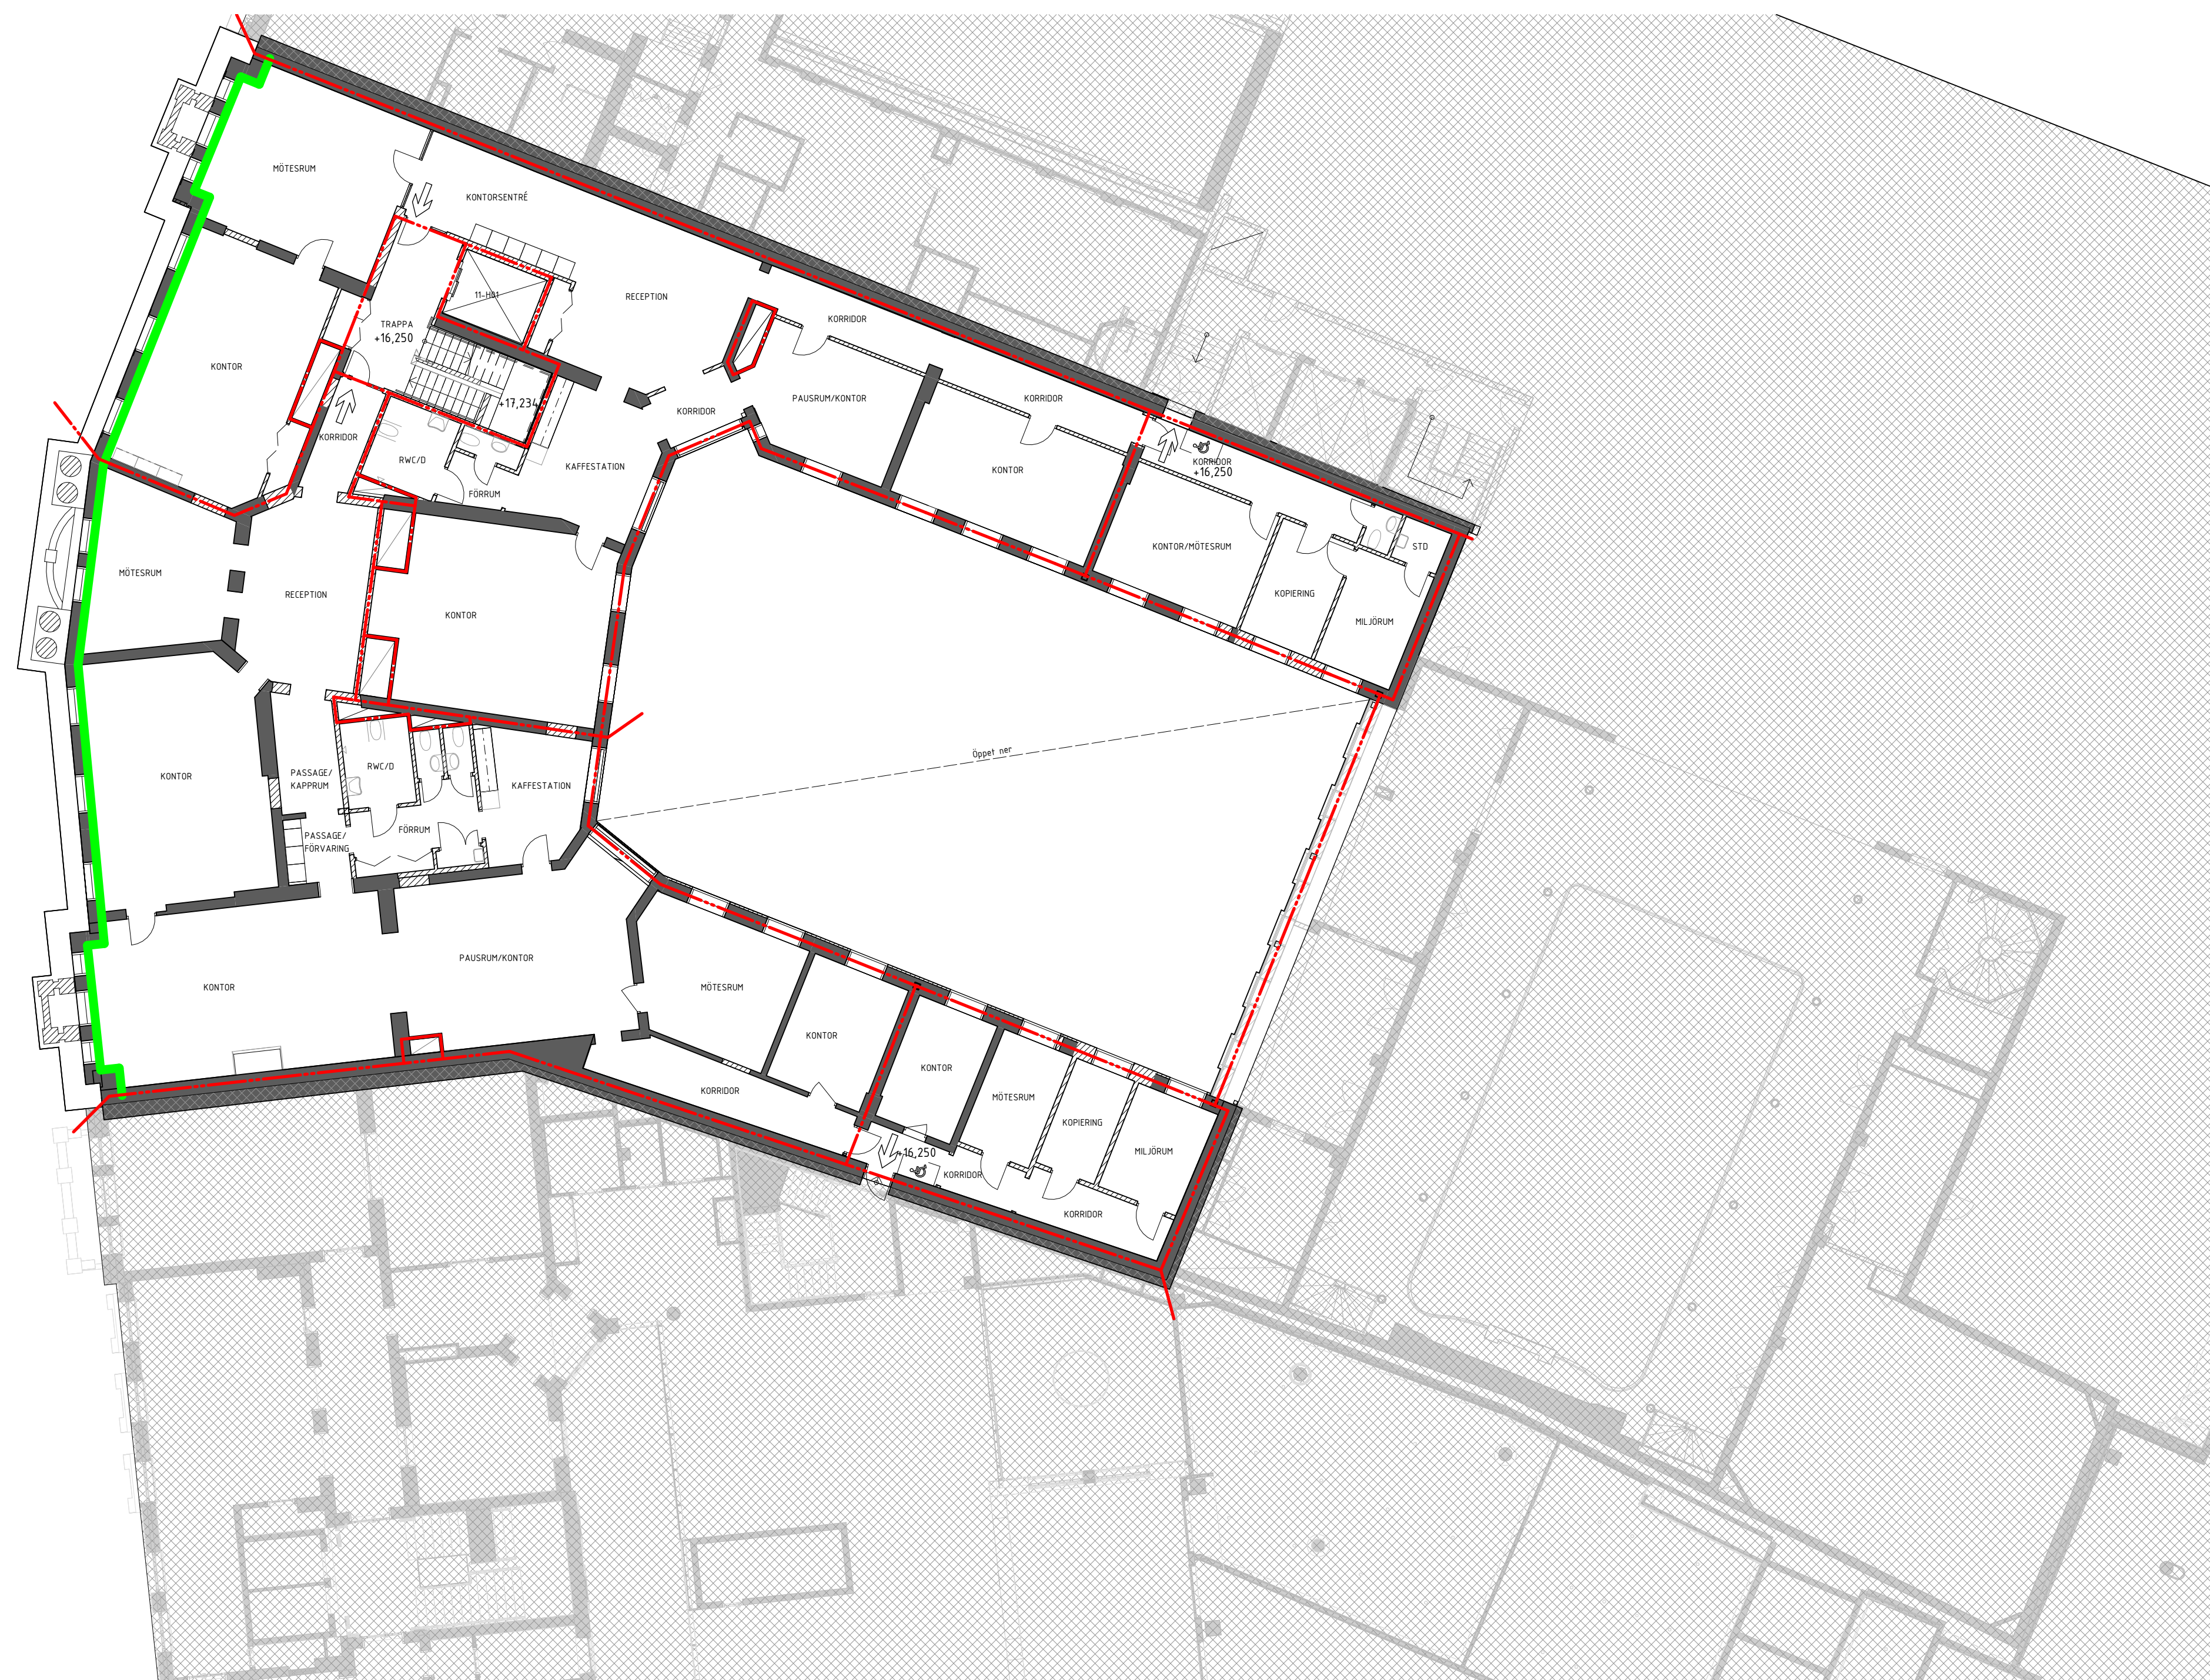 MÖTESRUM
KONTORSENTRÉ
11-H01
RECEPTION
KORRIDOR
TRAPPA
+16,250
KONTOR
+17,234
KORRIDOR
PAUSRUM/KONTOR
KORRIDOR
KORRIDOR
KORRIDOR
+16,250
RWC/D
KAFFESTATION
KONTOR
FÖRRUM
KONTOR/MÖTESRUM
STD
MÖTESRUM
RECEPTION
KONTOR
KOPIERING
MILJÖRUM
Öppet ner
KONTOR
PASSAGE/
KAPPRUM
RWC/D
KAFFESTATION
PASSAGE/
FÖRVARING
FÖRRUM
KONTOR
PAUSRUM/KONTOR
MÖTESRUM
KONTOR
KONTOR
KORRIDOR
MÖTESRUM
KOPIERING
+16,250
KORRIDOR
MILJÖRUM
KORRIDOR